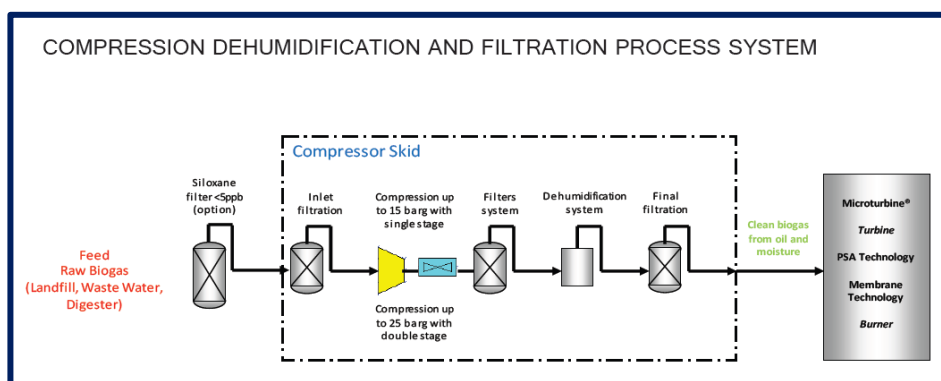 COMPRESSION DEHUMIDIFICATION AND FILTRATION PROCESS SYSTEM
Compressor Skid
Siloxane
filter <5ppb
(option)
Inlet
filtration
Compression up
to 15 barg with
single stage
Filters
system
Dehumidification
system
Final
filtration
Feed
Raw Biogas
(Landfill, Waste Water,
Digester)
Compression up
to 25 barg with
double stage
Clean biogas
from oil and
moisture
Microturbine®
Turbine
PSA Technology
Membrane
Technology
Burner